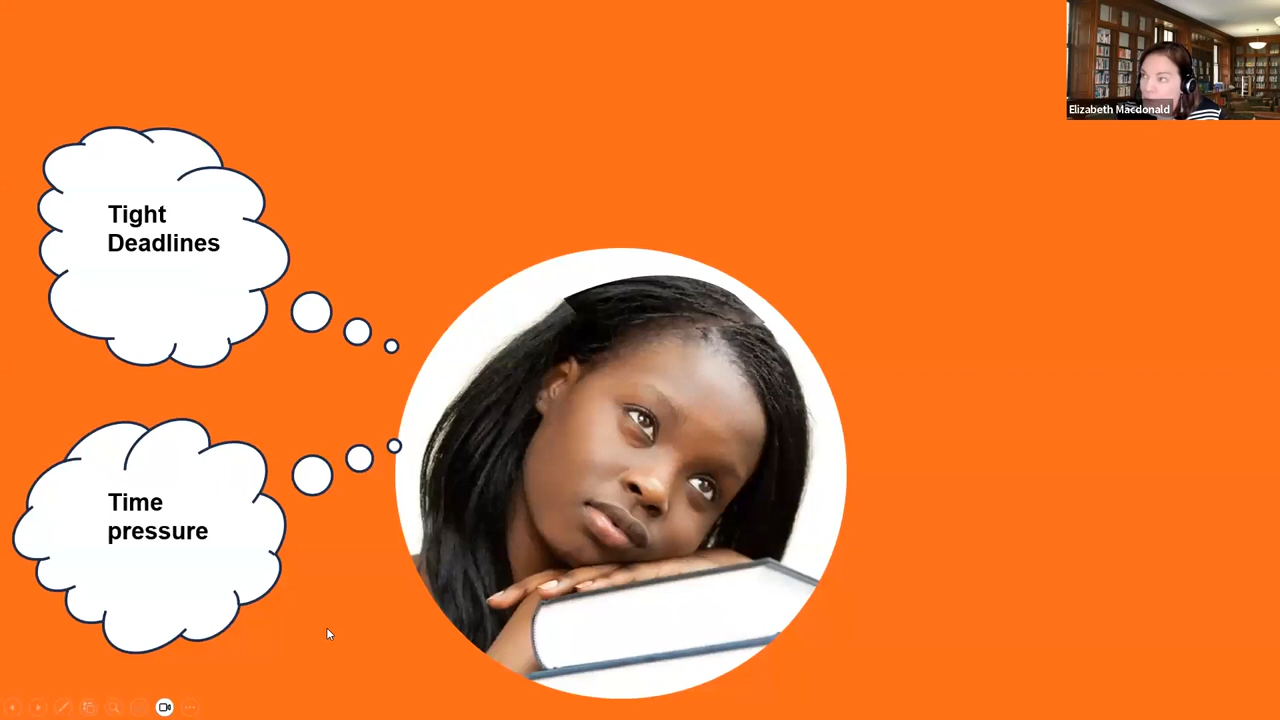 Elizabeth Macdonald
Tight
Deadlines
Time
pressure